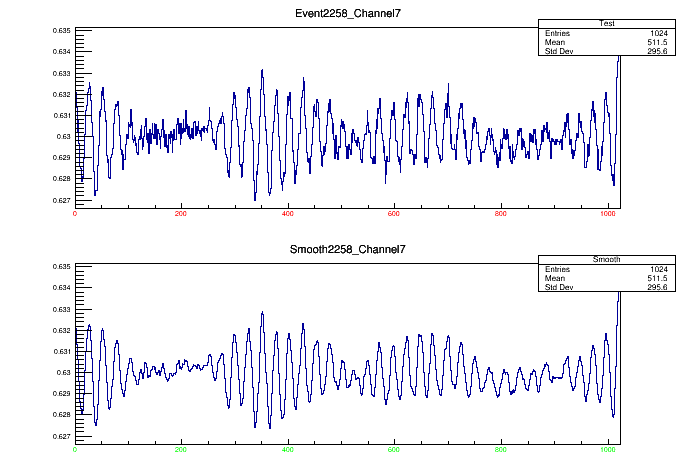 Event2258_Channel7
Test
Entries 1024
Mean 511.5
Std Dev 295.6
0.635
0.634
0.633
0.632
0.631
0.63
0.629
0.628
0.627
0 200 400 600 800 1000
Smooth2258_Channel7
Smooth
Entries 1024
Mean 511.5
Std Dev 295.6
0.635
0.634
0.633
0.632
0.631
0.63
0.629
0.628
0.627
0 200 400 600 800 1000